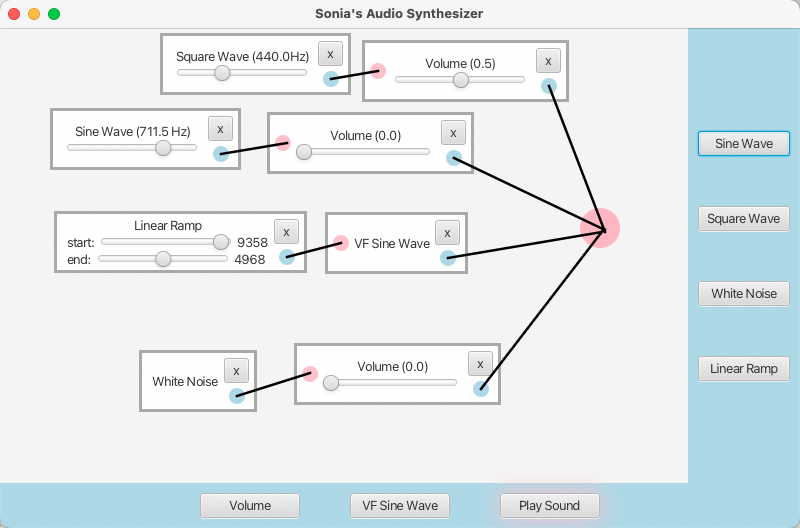 Sonia's Audio Synthesizer
Square Wave (440.0Hz)
x
Volume (0.5)
x
Sine Wave (711.5 Hz)
x
Volume (0.0)
x
Sine Wave
Square Wave
Linear Ramp
start: 9358
end: 4968
x
VF Sine Wave
x
White Noise
Linear Ramp
White Noise
x
Volume (0.0)
x
Volume
VF Sine Wave
Play Sound